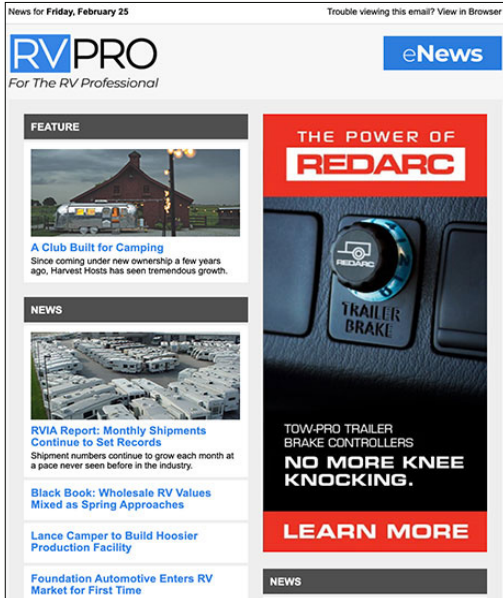 News for Friday, February 25
Trouble viewing this email? View in Browser
RVPRO
For The RV Professional
eNews
FEATURE
A Club Built for Camping
Since coming under new ownership a few years
ago, Harvest Hosts has seen tremendous growth.
NEWS
RVIA Report: Monthly Shipments
Continue to Set Records
Shipment numbers continue to grow each month at
a pace never seen before in the industry.
Black Book: Wholesale RV Values
Mixed as Spring Approaches
Lance Camper to Build Hoosier
Production Facility
Foundation Automotive Enters RV
Market for First Time
THE POWER OF
REDARC
REDARC
TRAILER
BRAKE
TOW-PRO TRAILER
BRAKE CONTROLLERS
NO MORE KNEE
KNOCKING.
LEARN MORE
NEWS